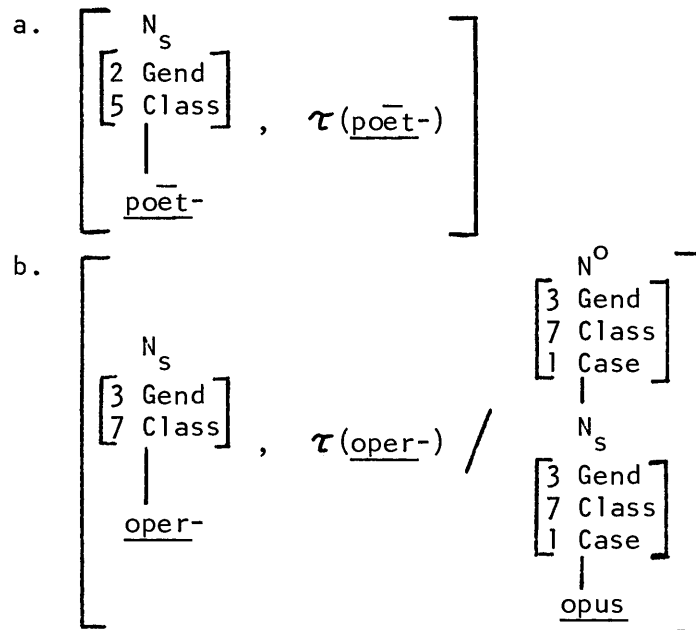 a.
N_s
2 Gend
5 Class
, τ(poēt-)
poēt-
b.
N_s
3 Gend
7 Class
, τ(oper-) /
oper-
N^o
3 Gend
7 Class
1 Case
N_s
3 Gend
7 Class
1 Case
opus